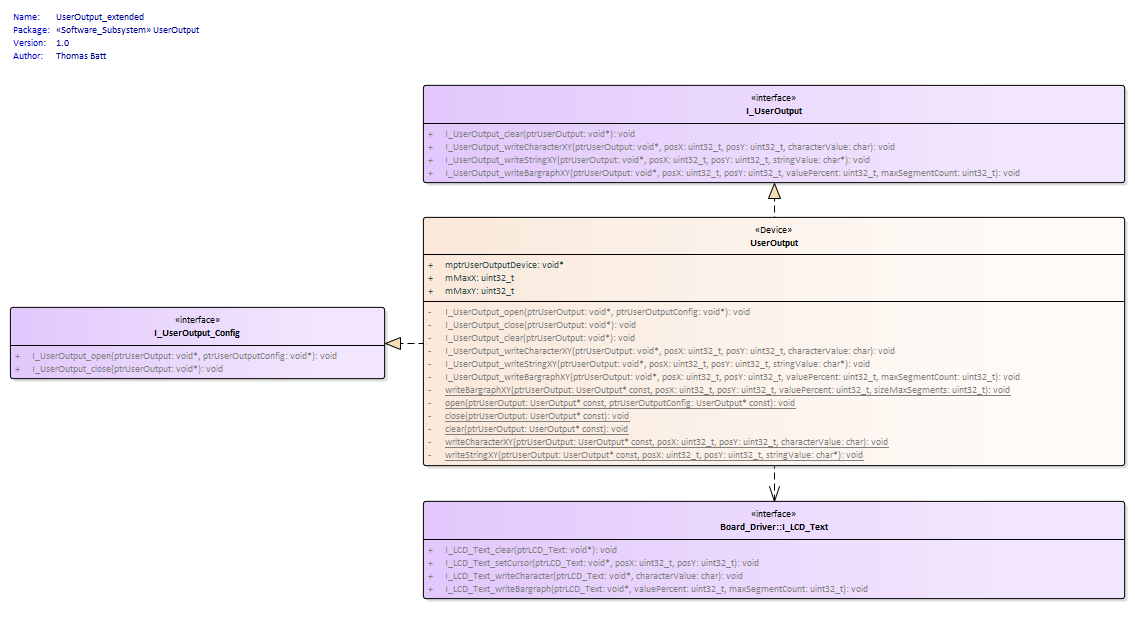 Name: UserOutput_extended
Package: «Software_Subsystem» UserOutput
Version: 1.0
Author: Thomas Batt
«interface»
I_UserOutput
+ I_UserOutput_clear(ptrUserOutput: void*): void
+ I_UserOutput_writeCharacterXY(ptrUserOutput: void*, posX: uint32_t, posY: uint32_t, characterValue: char): void
+ I_UserOutput_writeStringXY(ptrUserOutput: void*, posX: uint32_t, posY: uint32_t, stringValue: char*): void
+ I_UserOutput_writeBargraphXY(ptrUserOutput: void*, posX: uint32_t, posY: uint32_t, valuePercent: uint32_t, maxSegmentCount: uint32_t): void
«Device»
UserOutput
+ mptrUserOutputDevice: void*
+ mMaxX: uint32_t
+ mMaxY: uint32_t
- I_UserOutput_open(ptrUserOutput: void*, ptrUserOutputConfig: void*): void
- I_UserOutput_close(ptrUserOutput: void*): void
- I_UserOutput_clear(ptrUserOutput: void*): void
- I_UserOutput_writeCharacterXY(ptrUserOutput: void*, posX: uint32_t, posY: uint32_t, characterValue: char): void
- I_UserOutput_writeStringXY(ptrUserOutput: void*, posX: uint32_t, posY: uint32_t, stringValue: char*): void
- I_UserOutput_writeBargraphXY(ptrUserOutput: void*, posX: uint32_t, posY: uint32_t, valuePercent: uint32_t, maxSegmentCount: uint32_t): void
- writeBargraphXY(ptrUserOutput: UserOutput* const, posX: uint32_t, posY: uint32_t, valuePercent: uint32_t, sizeMaxSegments: uint32_t): void
- open(ptrUserOutput: UserOutput* const, ptrUserOutputConfig: UserOutput* const): void
- close(ptrUserOutput: UserOutput* const): void
- clear(ptrUserOutput: UserOutput* const): void
- writeCharacterXY(ptrUserOutput: UserOutput* const, posX: uint32_t, posY: uint32_t, characterValue: char): void
- writeStringXY(ptrUserOutput: UserOutput* const, posX: uint32_t, posY: uint32_t, stringValue: char*): void
«interface»
I_UserOutput_Config
+ I_UserOutput_open(ptrUserOutput: void*, ptrUserOutputConfig: void*): void
+ I_UserOutput_close(ptrUserOutput: void*): void
«interface»
Board_Driver::I_LCD_Text
+ I_LCD_Text_clear(ptrLCD_Text: void*): void
+ I_LCD_Text_setCursor(ptrLCD_Text: void*, posX: uint32_t, posY: uint32_t): void
+ I_LCD_Text_writeCharacter(ptrLCD_Text: void*, characterValue: char): void
+ I_LCD_Text_writeBargraph(ptrLCD_Text: void*, valuePercent: uint32_t, maxSegmentCount: uint32_t): void